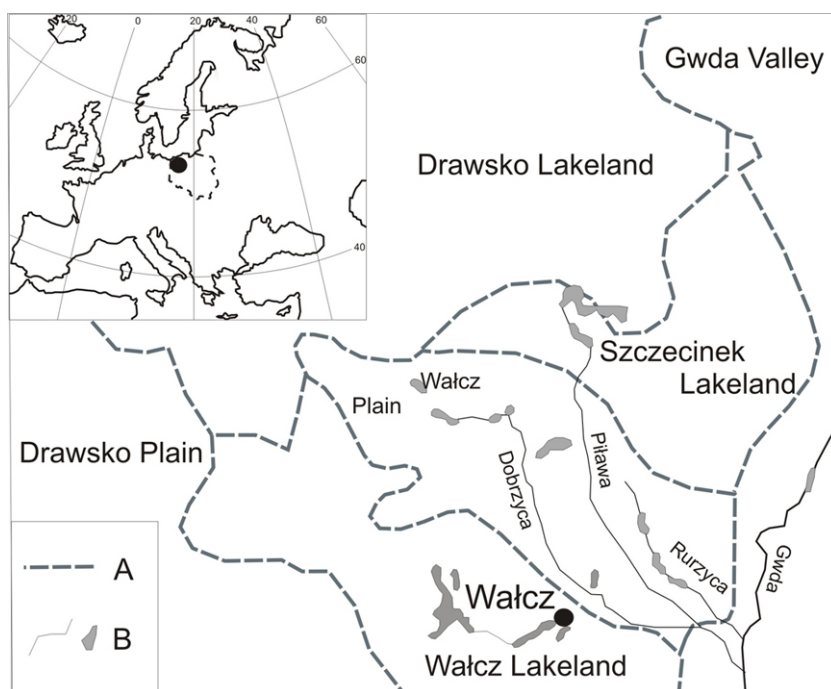 0
20
40
60
60
40
Gwda Valley
Drawsko Lakeland
Szczecinek
Lakeland
Wałcz
Plain
Drawsko Plain
Dobrzyca
Piława
Rurzyca
Gwda
Wałcz
Wałcz Lakeland
A
B